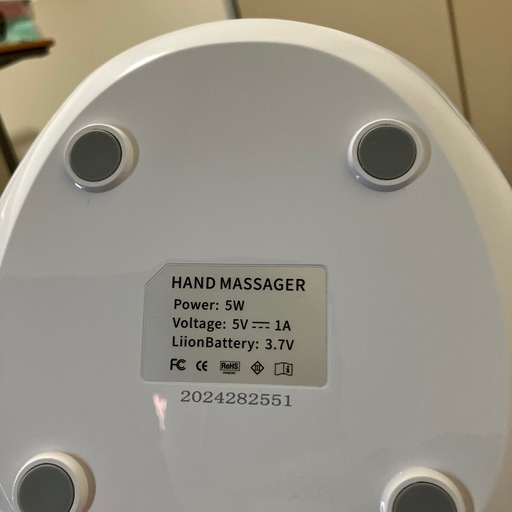 HAND MASSAGER
Power: 5W
Voltage: 5V⎓1A
LiionBattery: 3.7V
FC CE RoHS
2024282551